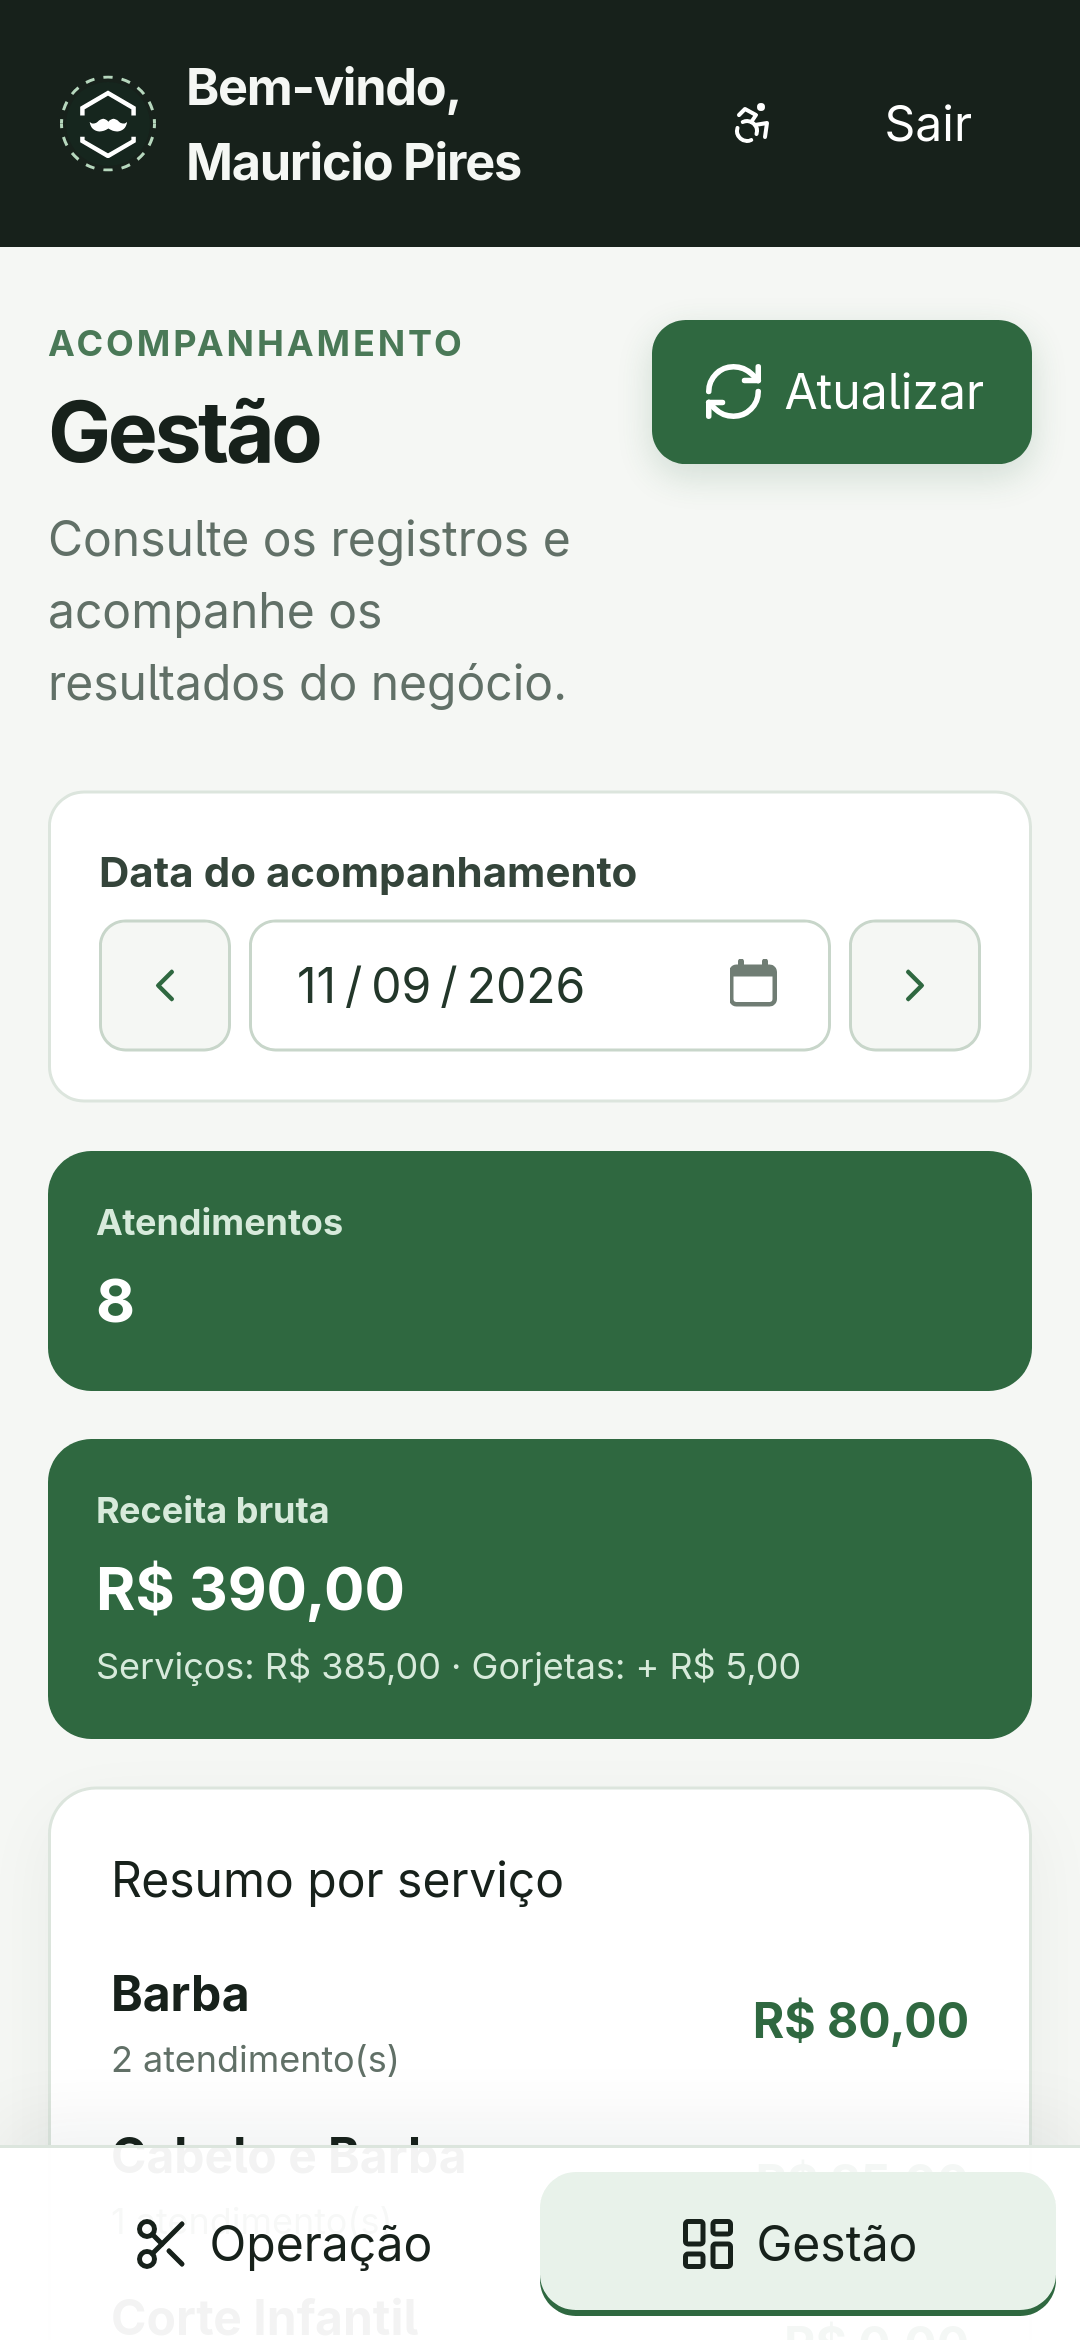 Bem-vindo,
Mauricio Pires
Sair
ACOMPANHAMENTO
Gestão
Atualizar
Consulte os registros e
acompanhe os
resultados do negócio.
Data do acompanhamento
11/09/2026
Atendimentos
8
Receita bruta
R$ 390,00
Serviços: R$ 385,00 · Gorjetas: + R$ 5,00
Resumo por serviço
Barba
R$ 80,00
2 atendimento(s)
Cabelo e Barba
1 atendimento(s)
Operação
Gestão
Corte Infantil